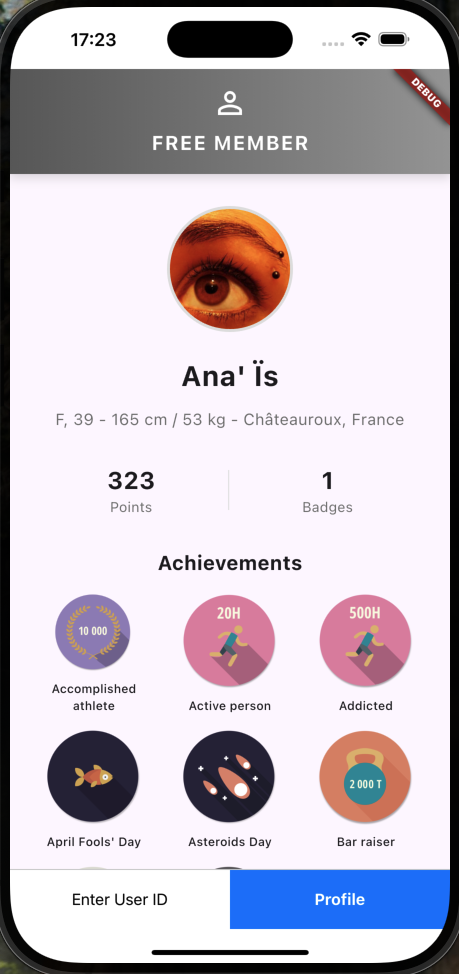 17:23
DEBUG
FREE MEMBER
Ana' Ïs
F, 39 - 165 cm / 53 kg - Châteauroux, France
323
1
Points
Badges
Achievements
10 000
20H
500H
Accomplished
athlete
Active person
Addicted
2 000 T
April Fools' Day
Asteroids Day
Bar raiser
Enter User ID
Profile